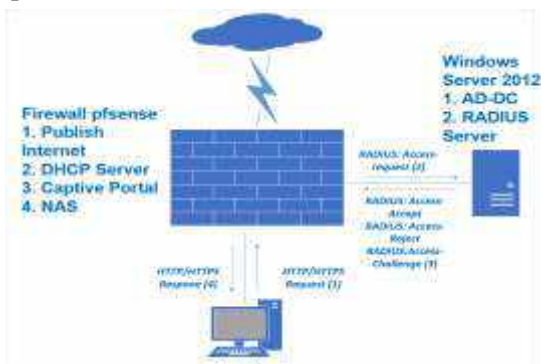 Windows
Server 2012
1. AD-DC
2. RADIUS
Server
Firewall pfsense
1. Publish
Internet
2. DHCP Server
3. Captive Portal
4. NAS
RADIUS: Access-
request (2)
RADIUS: Access
Accept
RADIUS: Access-
Reject
RADIUS:Access-
Challenge (3)
HTTP/HTTPS
Response (4)
HTTP/HTTPS
Request (1)